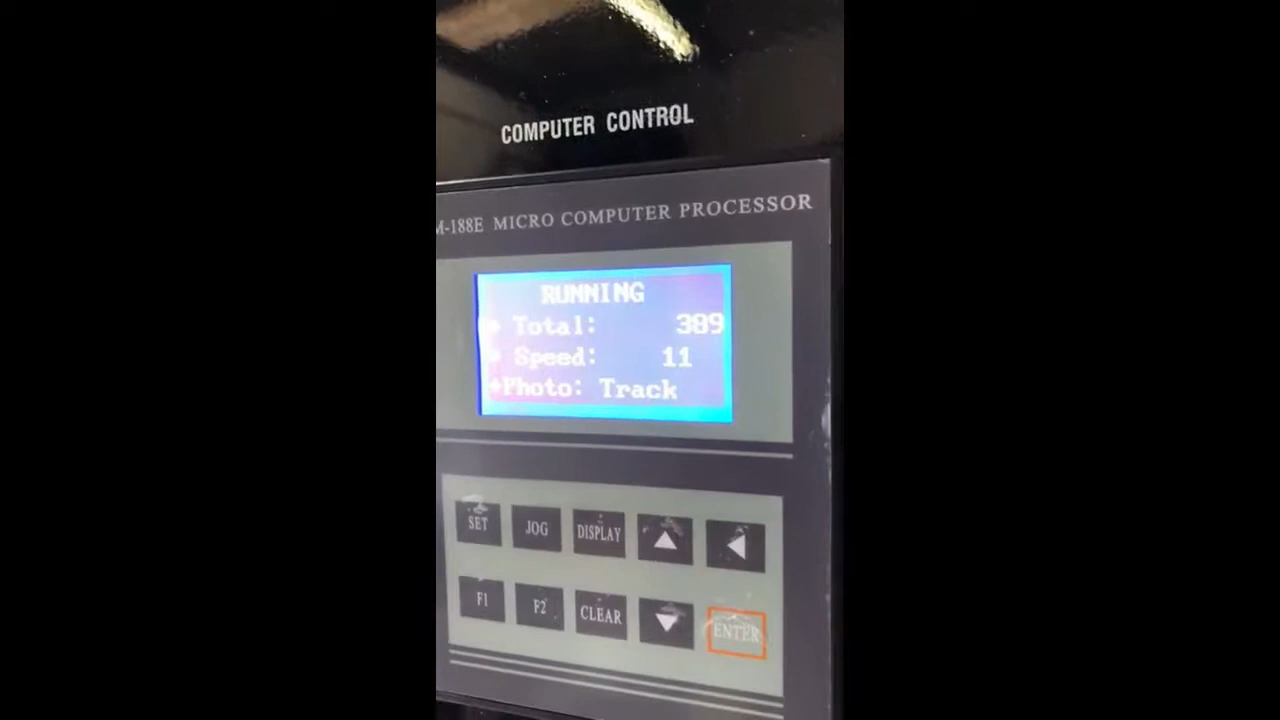 COMPUTER CONTROL
M-188E MICRO COMPUTER PROCESSOR
RUNNING
Total: 389
Speed: 11
+Photo: Track
SET JOG DISPLAY
F1 F2 CLEAR ENTER